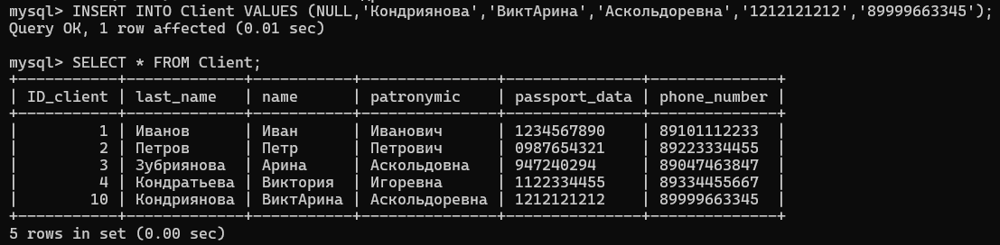 mysql> INSERT INTO Client VALUES (NULL,'Кондриянова','ВиктАрина','Аскольдоревна','1212121212','89999663345');
Query OK, 1 row affected (0.01 sec)
mysql> SELECT * FROM Client;
+-----------+-------------+-----------+---------------+---------------+--------------+
| ID_client | last_name | name | patronymic | passport_data | phone_number |
+-----------+-------------+-----------+---------------+---------------+--------------+
| 1 | Иванов | Иван | Иванович | 1234567890 | 89101112233 |
| 2 | Петров | Петр | Петрович | 0987654321 | 89223334455 |
| 3 | Зубриянова | Арина | Аскольдовна | 947240294 | 89047463847 |
| 4 | Кондратьева | Виктория | Игоревна | 1122334455 | 89334455667 |
| 10 | Кондриянова | ВиктАрина | Аскольдоревна | 1212121212 | 89999663345 |
+-----------+-------------+-----------+---------------+---------------+--------------+
5 rows in set (0.00 sec)